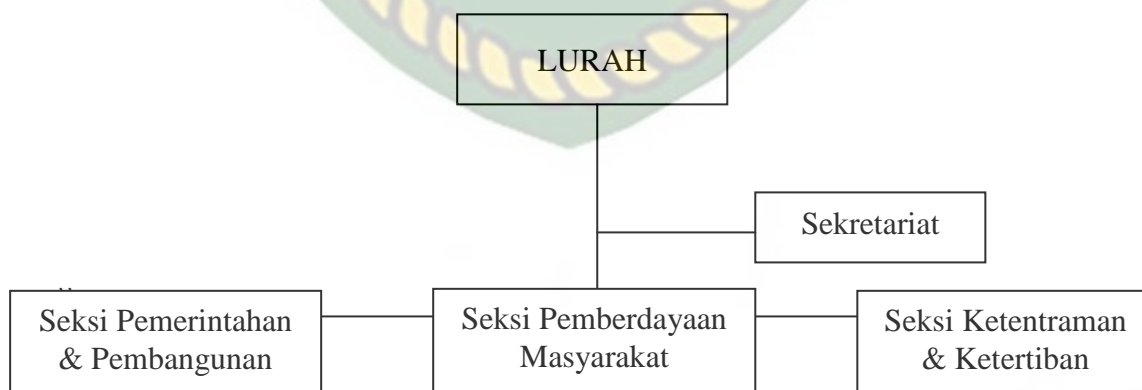 LURAH
Sekretariat
Seksi Pemerintahan
& Pembangunan
Seksi Pemberdayaan
Masyarakat
Seksi Ketentraman
& Ketertiban